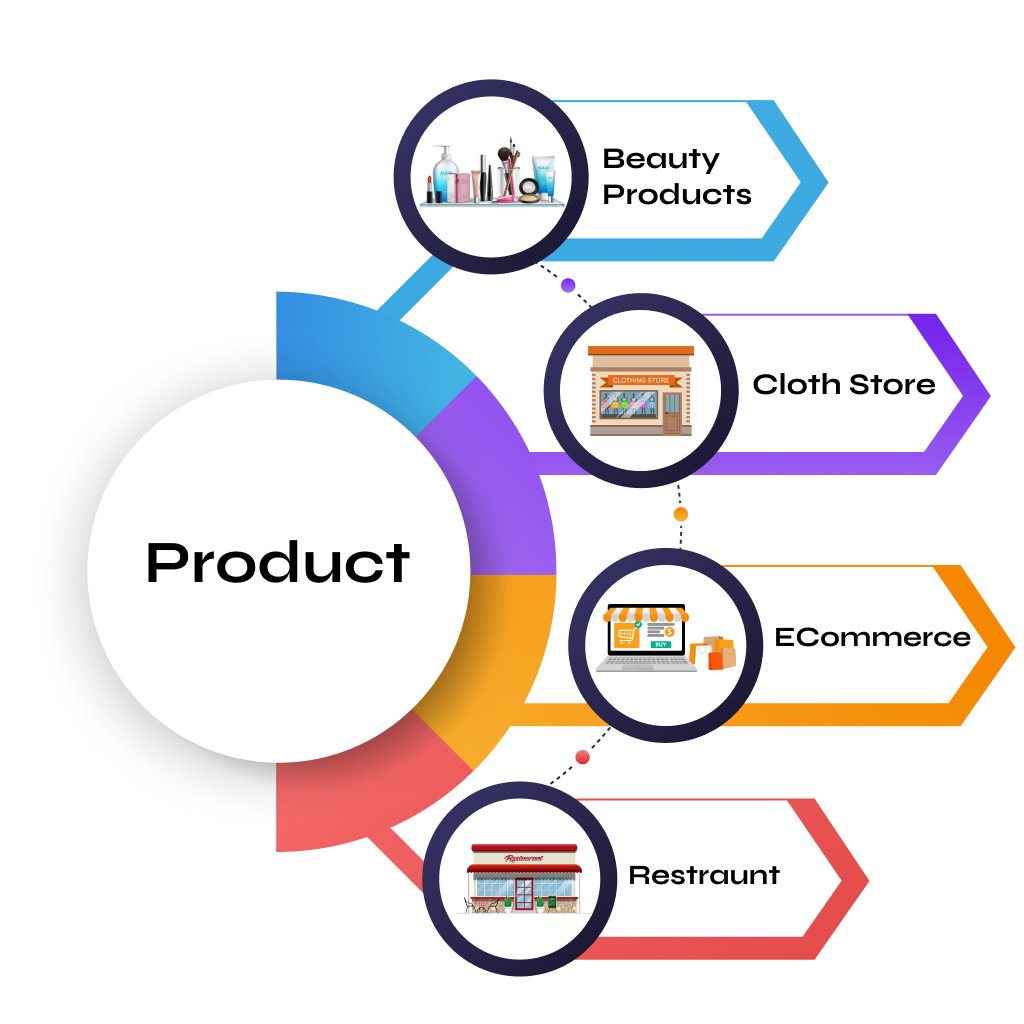 Beauty
Products
CLOTHING STORE
Cloth Store
Product
BUY
ECommerce
Restaurant
Restraunt